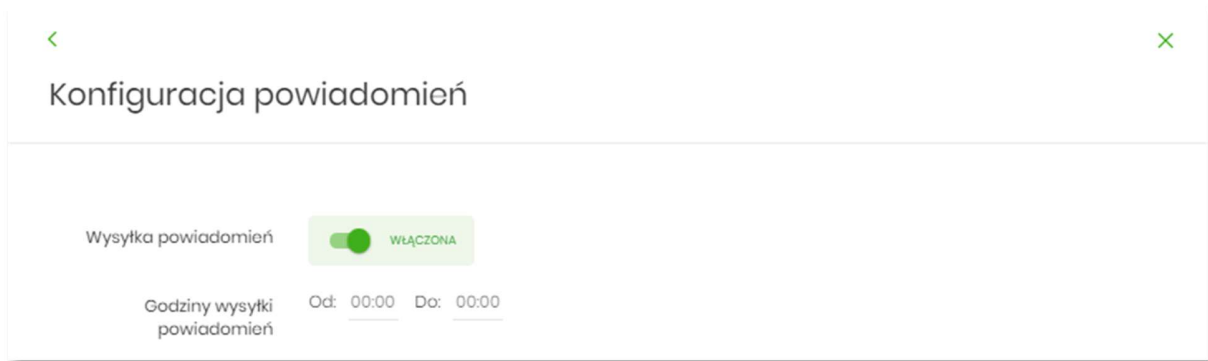 Konfiguracja powiadomień
Wysyłka powiadomień
WŁĄCZONA
Godziny wysyłki
powiadomień
Od: 00:00 Do: 00:00